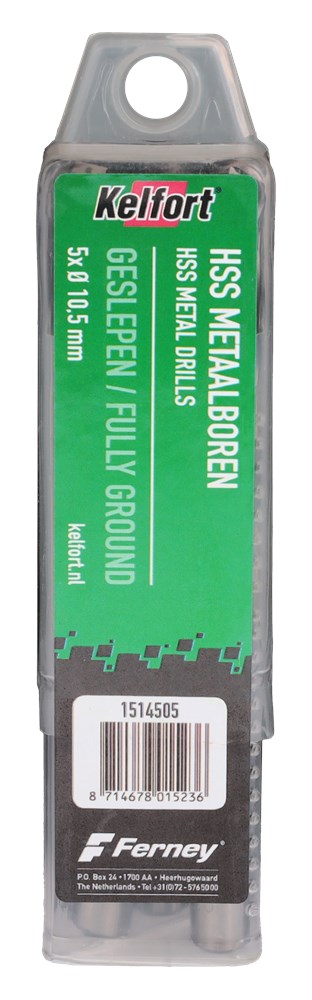 Kelfort®
HSS METAALBOREN
HSS METAL DRILLS
GESLEPEN / FULLY GROUND
5x Ø 10,5 mm
kelfort.nl
1514505
8 714678 015236
Ferney®
P.O. Box 24 • 1700 AA • Heerhugowaard
The Netherlands • Tel +31(0)72-5765000